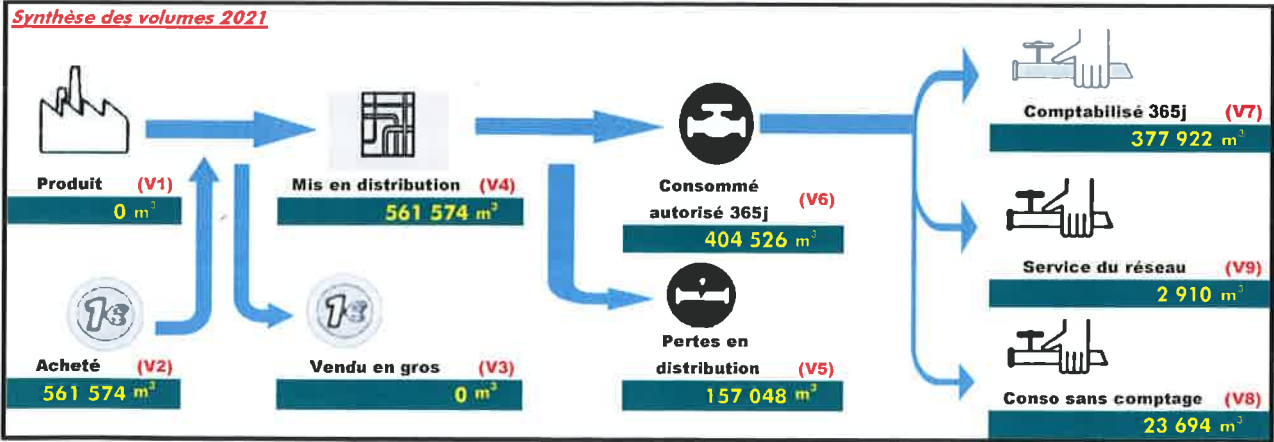 Synthèse des volumes 2021
Produit (V1)
0 m³
Acheté (V2)
561 574 m³
Mis en distribution (V4)
561 574 m³
Vendu en gros (V3)
0 m³
Consommé
autorisé 365j (V6)
404 526 m³
Pertes en
distribution (V5)
157 048 m³
Comptabilisé 365j (V7)
377 922 m³
Service du réseau (V9)
2 910 m³
Conso sans comptage (V8)
23 694 m³